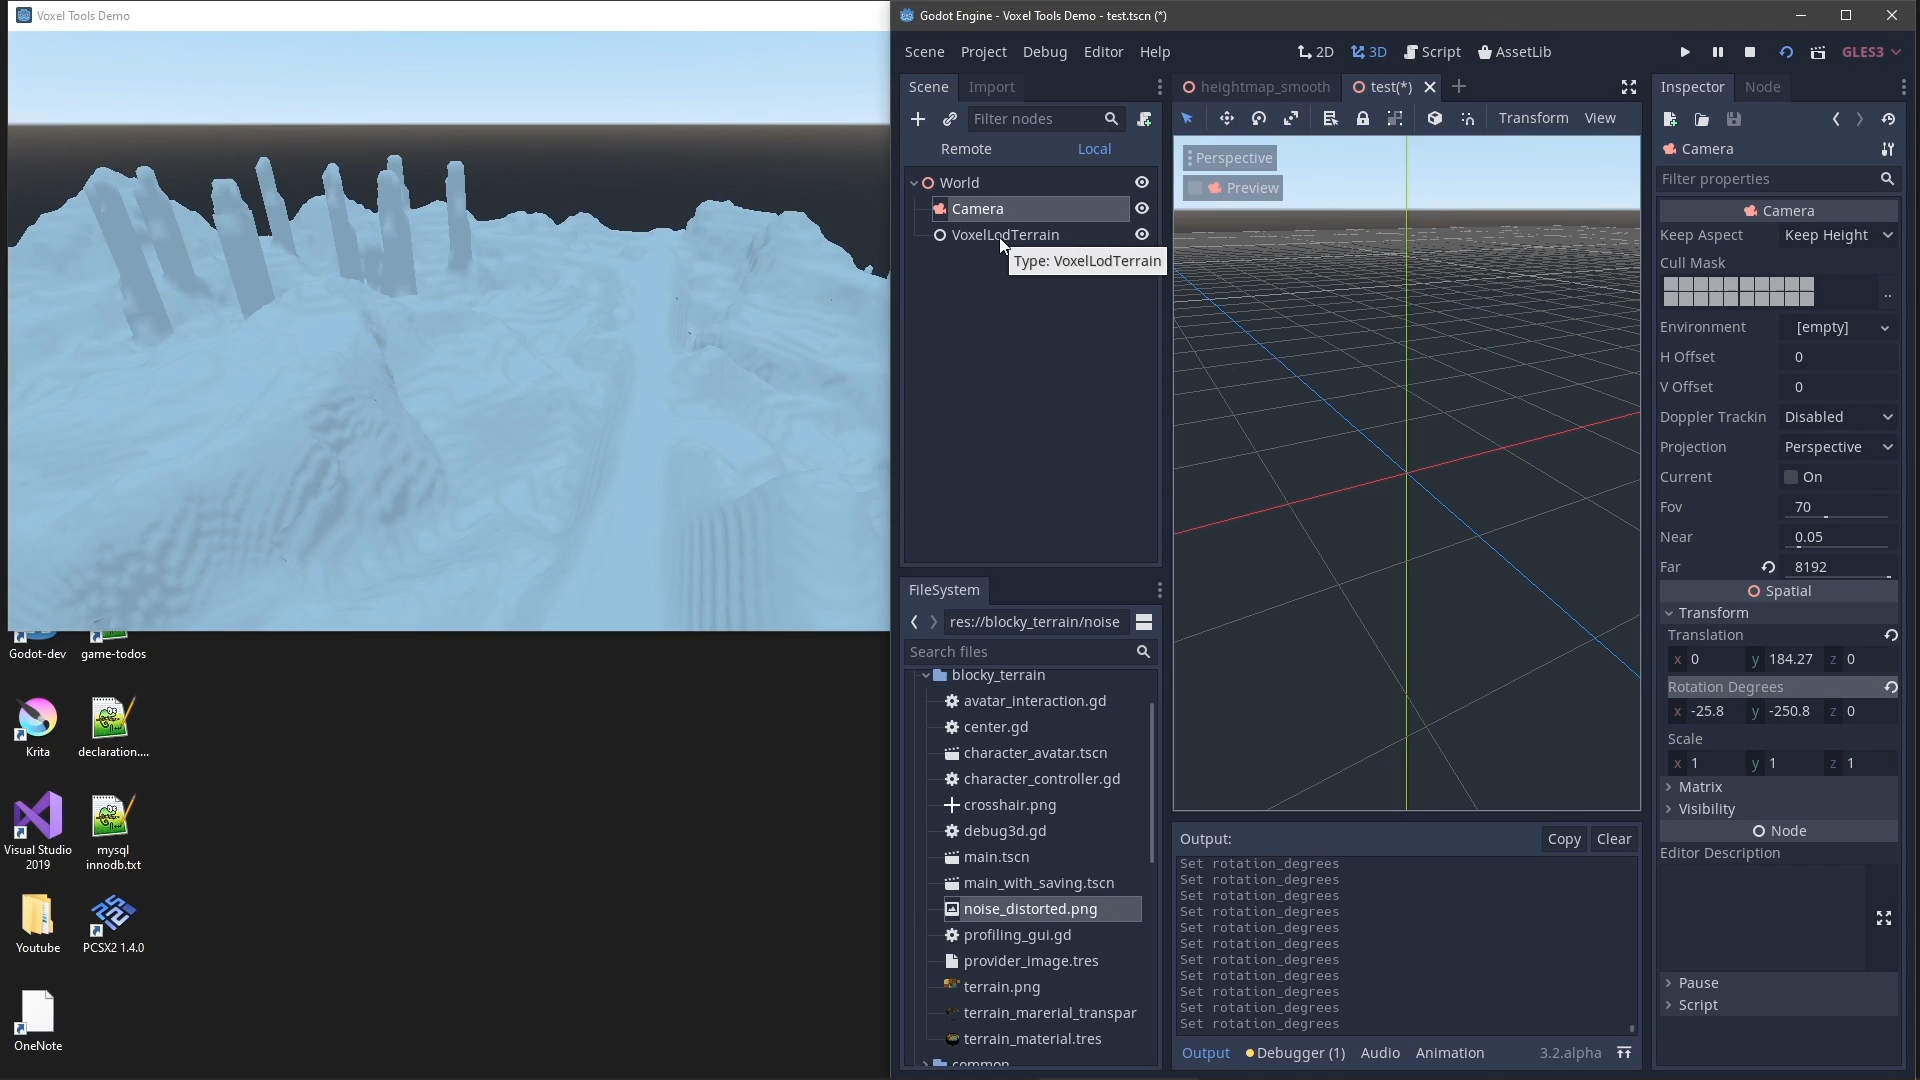 Voxel Tools Demo
Godot Engine - Voxel Tools Demo - test.tscn (*)
Scene Project Debug Editor Help
2D 3D Script AssetLib
GLES3
Scene Import
Filter nodes
Remote Local
World
Camera
VoxelLodTerrain
Type: VoxelLodTerrain
heightmap_smooth test(*)
Transform View
Perspective
Preview
Inspector Node
Camera
Filter properties
Camera
Keep Aspect Keep Height
Cull Mask
..
Environment [empty]
H Offset 0
V Offset 0
Doppler Trackin Disabled
Projection Perspective
Current On
Fov 70
Near 0.05
Far 8192
Spatial
Transform
Translation
x 0 y 184.27 z 0
Rotation Degrees
x -25.8 y -250.8 z 0
Scale
x 1 y 1 z 1
Matrix
Visibility
Node
Editor Description
Pause
Script
FileSystem
res://blocky_terrain/noise
Search files
blocky_terrain
avatar_interaction.gd
center.gd
character_avatar.tscn
character_controller.gd
crosshair.png
debug3d.gd
main.tscn
main_with_saving.tscn
noise_distorted.png
profiling_gui.gd
provider_image.tres
terrain.png
terrain_marerial_transpar
terrain_material.tres
common
Output:
Copy Clear
Set rotation_degrees
Set rotation_degrees
Set rotation_degrees
Set rotation_degrees
Set rotation_degrees
Set rotation_degrees
Set rotation_degrees
Set rotation_degrees
Set rotation_degrees
Set rotation_degrees
Set rotation_degrees
Output Debugger (1) Audio Animation 3.2.alpha
Godot-dev
game-todos
Krita
declaration....
Visual Studio
2019
mysql
innodb.txt
Youtube
PCSX2 1.4.0
OneNote